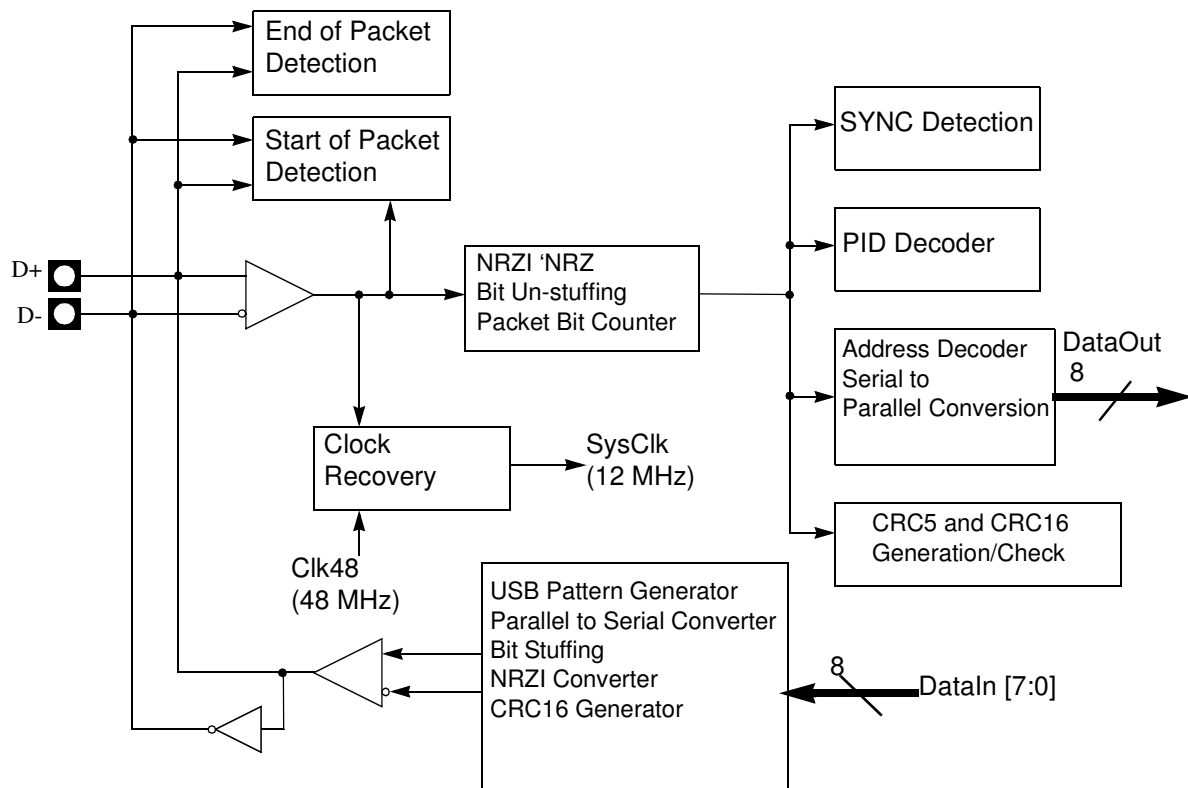 End of Packet
Detection
Start of Packet
Detection
D+
D-
NRZI ‘NRZ
Bit Un-stuffing
Packet Bit Counter
SYNC Detection
PID Decoder
Address Decoder
Serial to
Parallel Conversion
DataOut
8
CRC5 and CRC16
Generation/Check
Clock
Recovery
SysClk
(12 MHz)
Clk48
(48 MHz)
USB Pattern Generator
Parallel to Serial Converter
Bit Stuffing
NRZI Converter
CRC16 Generator
8
DataIn [7:0]